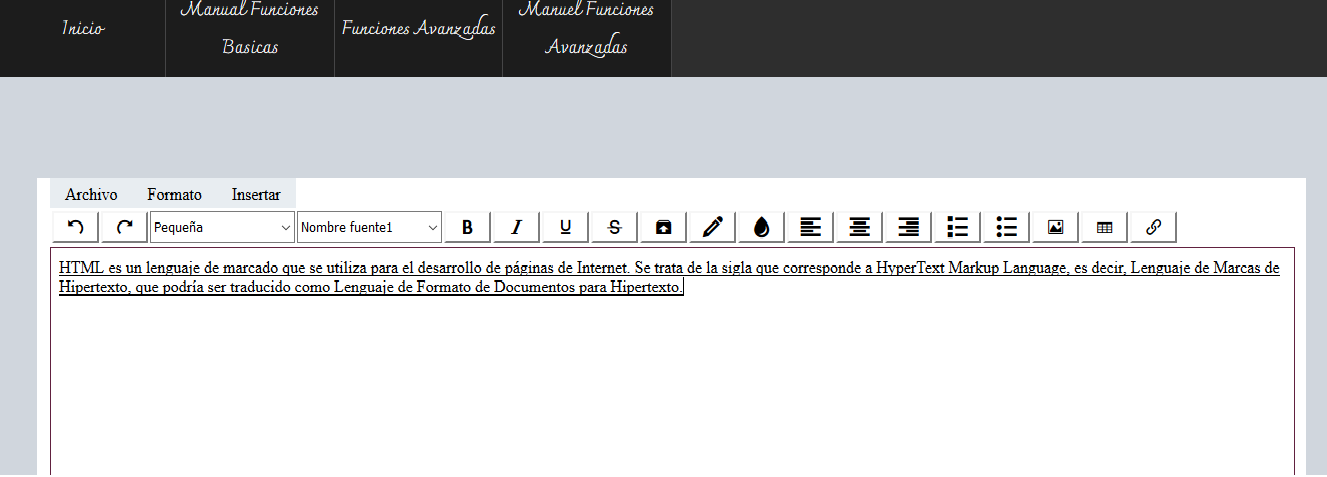 Inicio
Manual Funciones
Basicas
Funciones Avanzadas
Manuel Funciones
Avanzadas
Archivo Formato Insertar
Pequeña Nombre fuente1 B I U S
HTML es un lenguaje de marcado que se utiliza para el desarrollo de páginas de Internet. Se trata de la sigla que corresponde a HyperText Markup Language, es decir, Lenguaje de Marcas de
Hipertexto, que podría ser traducido como Lenguaje de Formato de Documentos para Hipertexto.